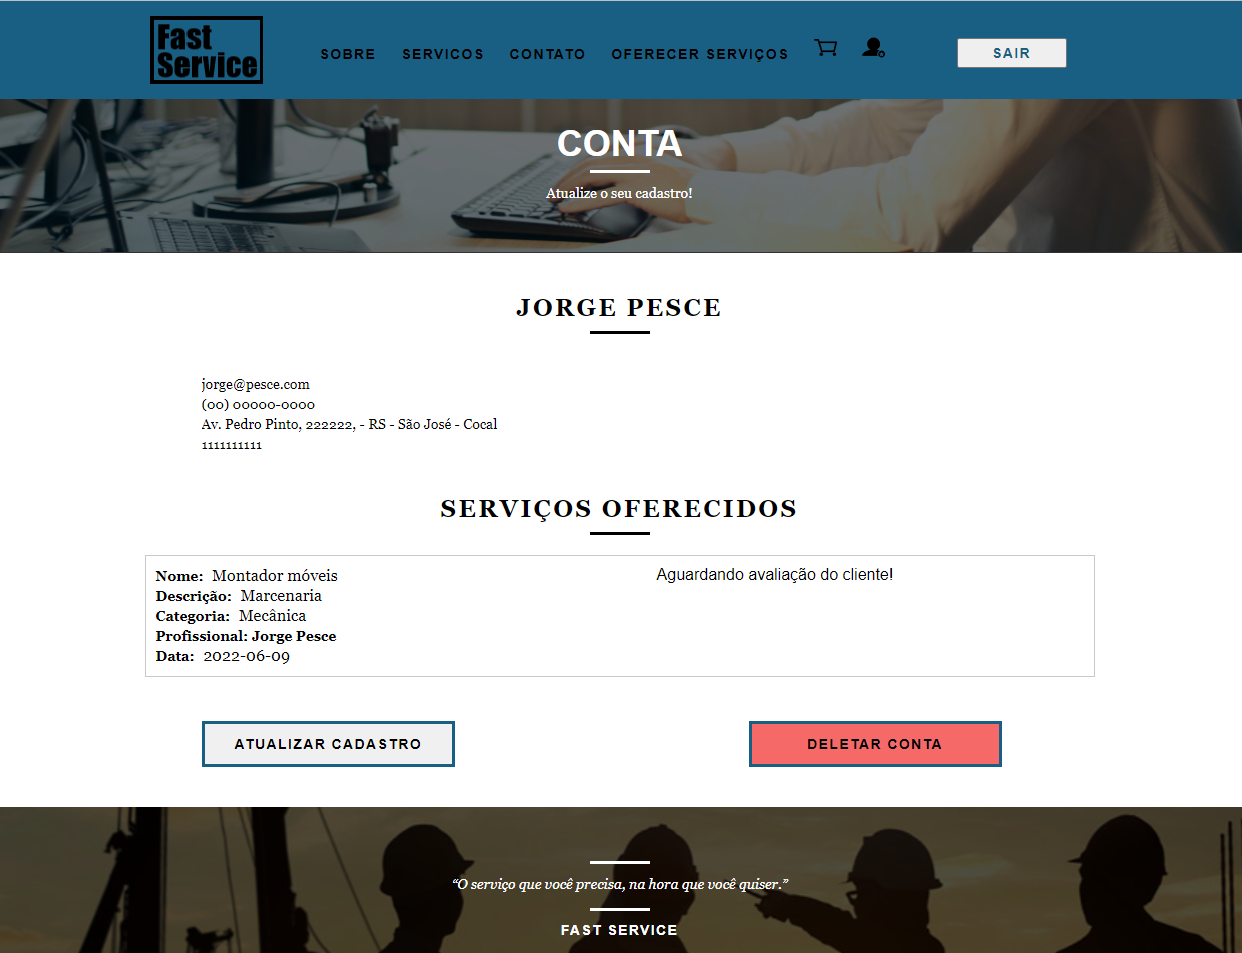 Fast
Service
SOBRE SERVICOS CONTATO OFERECER SERVIÇOS SAIR
CONTA
Atualize o seu cadastro!
JORGE PESCE
jorge@pesce.com
(00) 00000-0000
Av. Pedro Pinto, 222222, - RS - São José - Cocal
1111111111
SERVIÇOS OFERECIDOS
Nome: Montador móveis
Descrição: Marcenaria
Categoria: Mecânica
Profissional: Jorge Pesce
Data: 2022-06-09
Aguardando avaliação do cliente!
ATUALIZAR CADASTRO DELETAR CONTA
“O serviço que você precisa, na hora que você quiser.”
FAST SERVICE